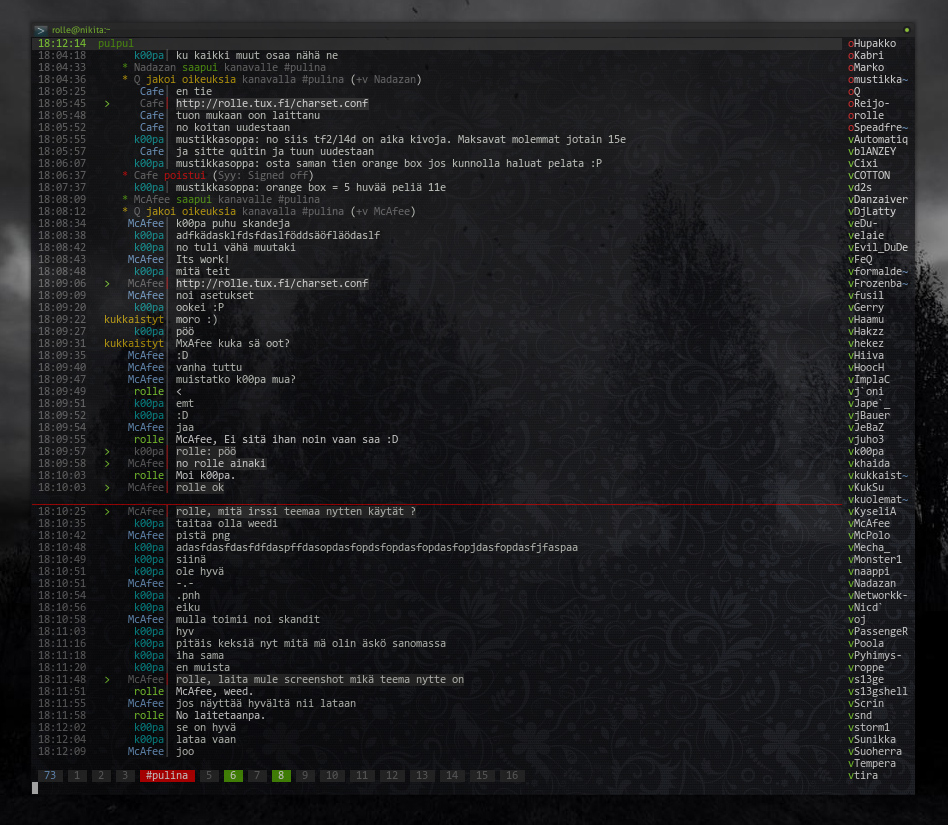 rolle@nikita:~
18:12:14 pulpul
18:04:18 k00pa| ku kaikki muut osaa nähä ne
18:04:33 * Nadazan saapui kanavalle #pulina
18:04:36 * Q jakoi oikeuksia kanavalla #pulina (+v Nadazan)
18:05:25 Cafe| en tie
18:05:45 > Cafe| http://rolle.tux.fi/charset.conf
18:05:48 Cafe| tuon mukaan oon laittanu
18:05:52 Cafe| no koitan uudestaan
18:05:55 k00pa| mustikkasoppa: no siis tf2/l4d on aika kivoja. Maksavat molemmat jotain 15e
18:05:57 Cafe| ja sitte quitin ja tuun uudestaan
18:06:07 k00pa| mustikkasoppa: osta saman tien orange box jos kunnolla haluat pelata :P
18:06:37 * Cafe poistui (Syy: Signed off)
18:07:37 k00pa| mustikkasoppa: orange box = 5 huvää peliä 11e
18:08:09 * McAfee saapui kanavalle #pulina
18:08:12 * Q jakoi oikeuksia kanavalla #pulina (+v McAfee)
18:08:34 McAfee| k00pa puhu skandeja
18:08:38 k00pa| adfkädasklfdsfdaslföddsäöfläödaslf
18:08:42 k00pa| no tuli vähä muutaki
18:08:43 McAfee| Its work!
18:08:48 k00pa| mitä teit
18:09:06 > McAfee| http://rolle.tux.fi/charset.conf
18:09:09 McAfee| noi asetukset
18:09:20 k00pa| ookei :P
18:09:22 kukkaistyt| moro :)
18:09:27 k00pa| pöö
18:09:31 kukkaistyt| MxAfee kuka sä oot?
18:09:35 McAfee| :D
18:09:40 McAfee| vanha tuttu
18:09:47 McAfee| muistatko k00pa mua?
18:09:49 rolle| <
18:09:51 k00pa| emt
18:09:52 k00pa| :D
18:09:54 McAfee| jaa
18:09:55 rolle| McAfee, Ei sitä ihan noin vaan saa :D
18:09:57 > k00pa| rolle: pöö
18:09:58 > McAfee| no rolle ainaki
18:10:03 rolle| Moi k00pa.
18:10:03 > McAfee| rolle ok
18:10:25 > McAfee| rolle, mitä irssi teemaa nytten käytät ?
18:10:35 k00pa| taitaa olla weedi
18:10:42 McAfee| pistä png
18:10:48 k00pa| adasfdasfdasfdfdaspffdasopdasfopdsfopdasfopdasfopjdasfopdasfjfaspaa
18:10:49 k00pa| siinä
18:10:51 k00pa| ole hyvä
18:10:51 McAfee| -.-
18:10:54 k00pa| .pnh
18:10:56 k00pa| eiku
18:10:58 McAfee| mulla toimii noi skandit
18:11:03 k00pa| hyv
18:11:16 k00pa| pitäis keksiä nyt mitä mä olin äskö sanomassa
18:11:18 k00pa| iha sama
18:11:20 k00pa| en muista
18:11:48 > McAfee| rolle, laita mule screenshot mikä teema nytte on
18:11:51 rolle| McAfee, weed.
18:11:55 McAfee| jos näyttää hyvältä nii lataan
18:11:58 rolle| No laitetaanpa.
18:12:02 k00pa| se on hyvä
18:12:04 k00pa| lataa vaan
18:12:09 McAfee| joo
73 1 2 3 #pulina 5 6 7 8 9 10 11 12 13 14 15 16
oHupakko
oKabri
oMarko
omustikka~
oQ
oReijo-
orolle
oSpeadfre~
vAutomatiq
vblANZEY
vCixi
vCOTTON
vd2s
vDanzaiver
vDjLatty
veDu-
velaie
vEvil_DuDe
vFeQ
vformalde~
vFrozenba~
vfusil
vGerry
vHaamu
vHakzz
vhekez
vHiiva
vHoocH
vImplaC
vj`oni
vJape`_
vjBauer
vJeBaZ
vjuho3
vk00pa
vkhaida
vkukkaist~
vKukSu
vkuolemat~
vKyseliA
vMcAfee
vMcPolo
vMecha_
vMonster1
vnaappi
vNadazan
vNetworkk-
vNicd`
voj
vPassengeR
vPoola
vPyhimys-
vroppe
vs13ge
vs13gshell
vScrin
vsnd
vstorm1
vSunikka
vSuoherra
vTempera
vtira